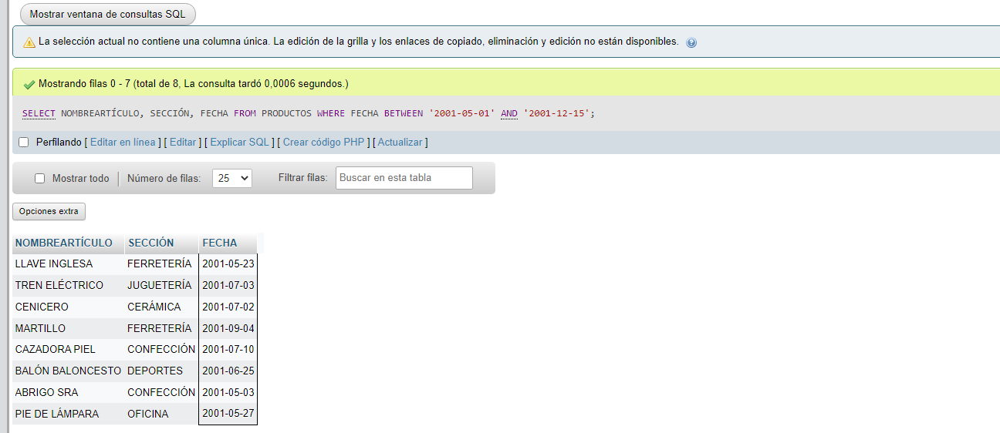 Mostrar ventana de consultas SQL
La selección actual no contiene una columna única. La edición de la grilla y los enlaces de copiado, eliminación y edición no están disponibles.
Mostrando filas 0 - 7 (total de 8, La consulta tardó 0,0006 segundos.)
SELECT NOMBREARTÍCULO, SECCIÓN, FECHA FROM PRODUCTOS WHERE FECHA BETWEEN '2001-05-01' AND '2001-12-15';
Perfilando [ Editar en línea ] [ Editar ] [ Explicar SQL ] [ Crear código PHP ] [ Actualizar ]
Mostrar todo Número de filas: 25 Filtrar filas: Buscar en esta tabla
Opciones extra
NOMBREARTÍCULO SECCIÓN FECHA
LLAVE INGLESA FERRETERÍA 2001-05-23
TREN ELÉCTRICO JUGUETERÍA 2001-07-03
CENICERO CERÁMICA 2001-07-02
MARTILLO FERRETERÍA 2001-09-04
CAZADORA PIEL CONFECCIÓN 2001-07-10
BALÓN BALONCESTO DEPORTES 2001-06-25
ABRIGO SRA CONFECCIÓN 2001-05-03
PIE DE LÁMPARA OFICINA 2001-05-27